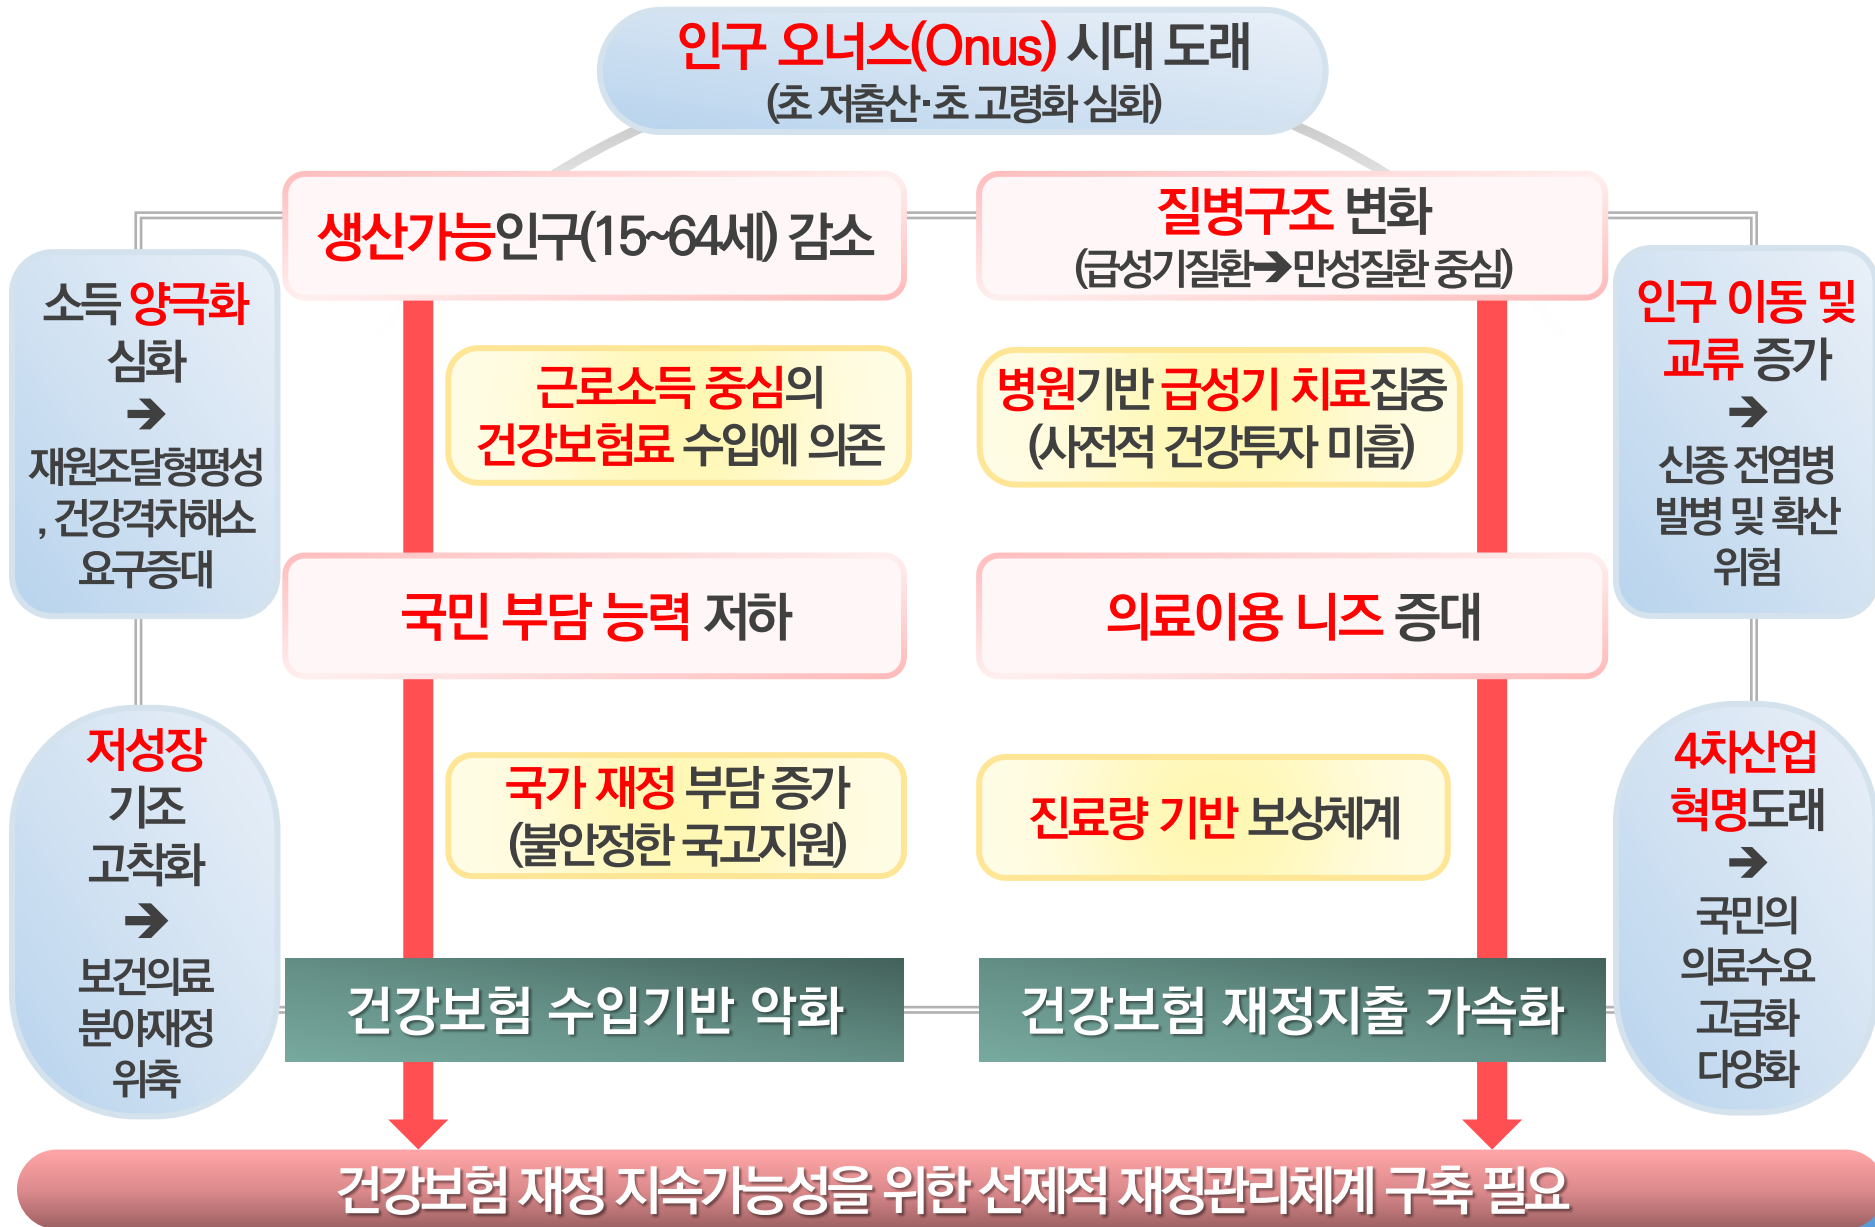 인구 오너스(Onus) 시대 도래
(초 저출산·초 고령화 심화)
생산가능인구(15~64세) 감소
질병구조 변화
(급성기질환➔만성질환 중심)
소득 양극화
심화
➔
재원조달형평성
, 건강격차해소
요구증대
근로소득 중심의
건강보험료 수입에 의존
병원기반 급성기 치료집중
(사전적 건강투자 미흡)
인구 이동 및
교류 증가
➔
신종 전염병
발병 및 확산
위험
국민 부담 능력 저하
의료이용 니즈 증대
저성장
기조
고착화
➔
보건의료
분야재정
위축
국가 재정 부담 증가
(불안정한 국고지원)
진료량 기반 보상체계
4차산업
혁명도래
➔
국민의
의료수요
고급화
다양화
건강보험 수입기반 악화
건강보험 재정지출 가속화
건강보험 재정 지속가능성을 위한 선제적 재정관리체계 구축 필요